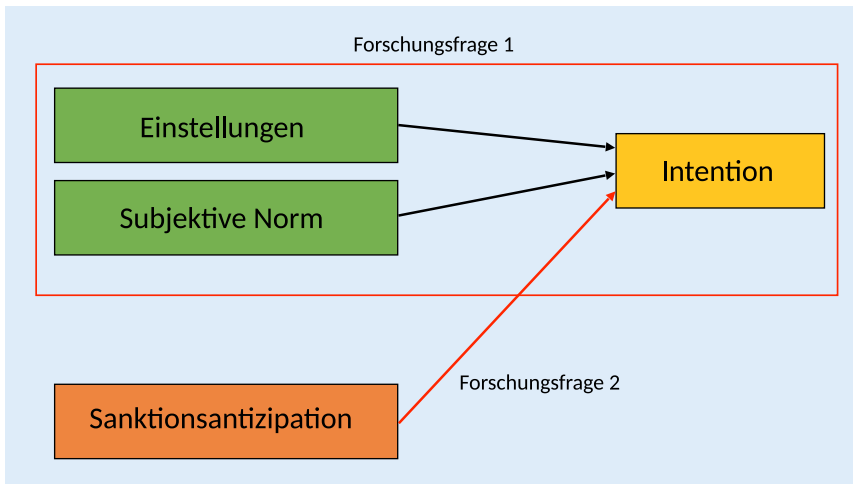 Forschungsfrage 1
Einstellungen
Intention
Subjektive Norm
Forschungsfrage 2
Sanktionsantizipation